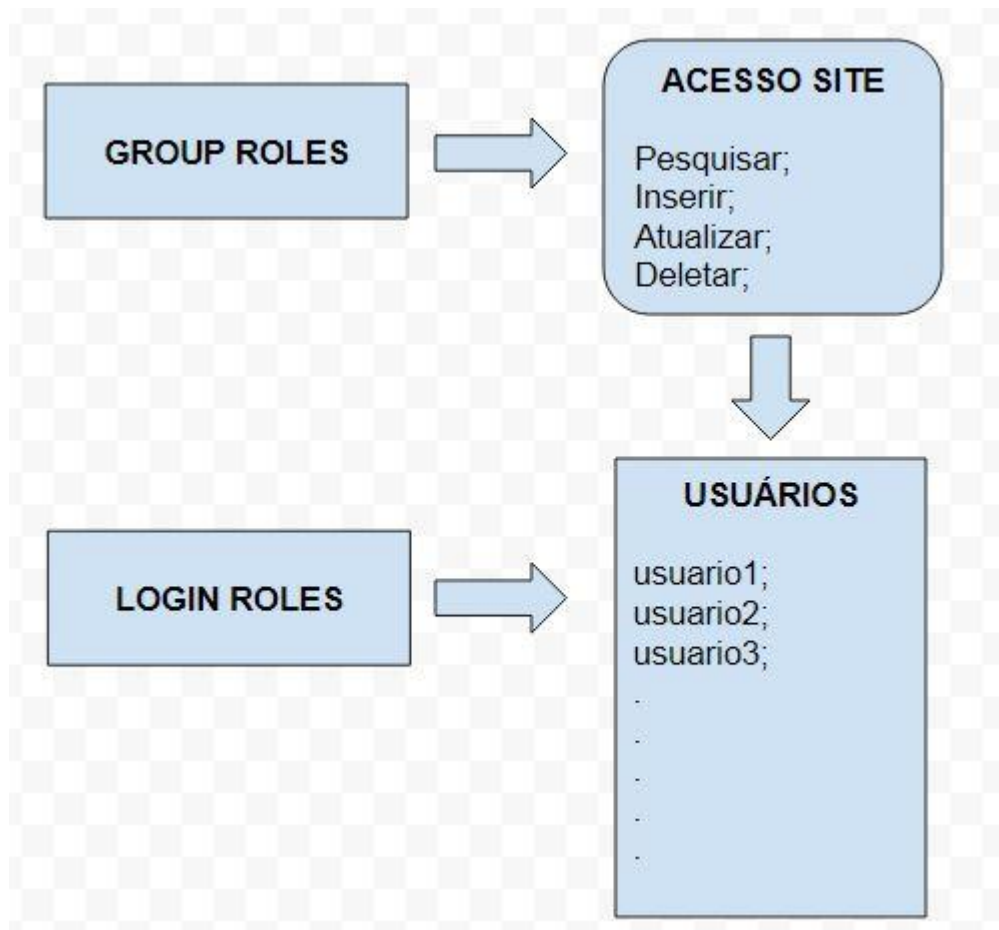 GROUP ROLES
ACESSO SITE
Pesquisar;
Inserir;
Atualizar;
Deletar;
LOGIN ROLES
USUÁRIOS
usuario1;
usuario2;
usuario3;
.
.
.
.
.